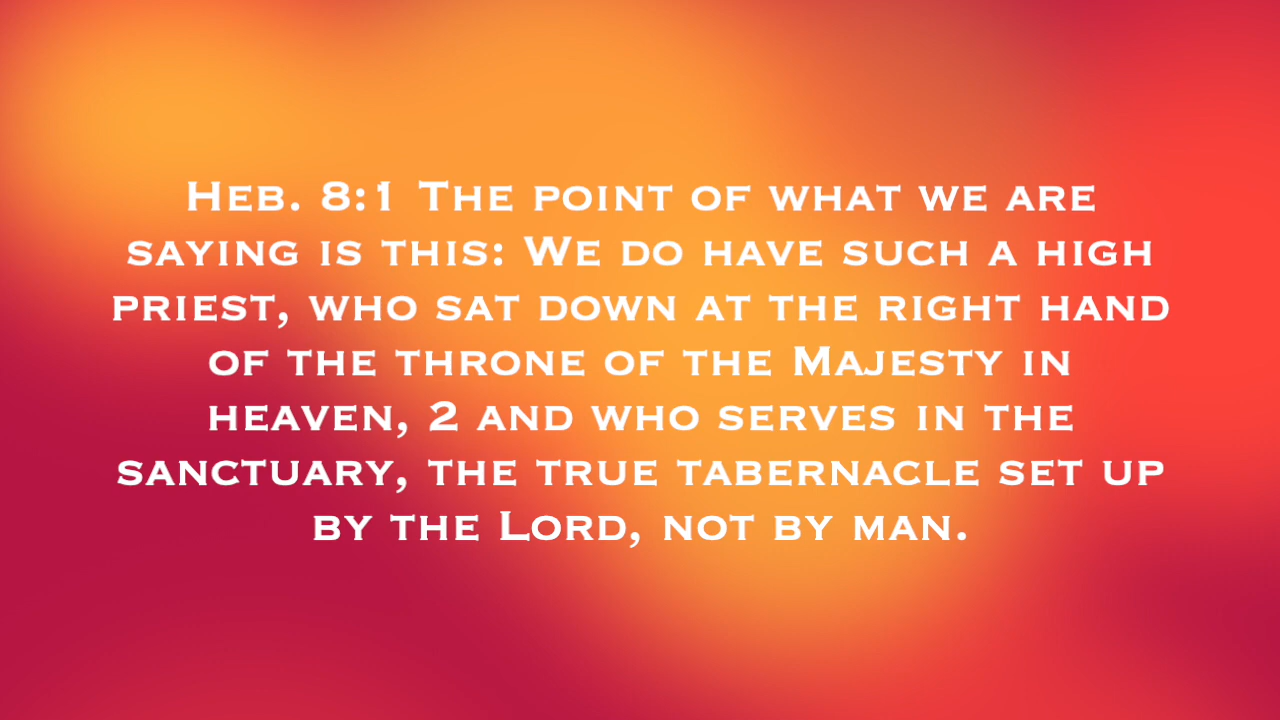 Heb. 8:1 The point of what we are
saying is this: We do have such a high
priest, who sat down at the right hand
of the throne of the Majesty in
heaven, 2 and who serves in the
sanctuary, the true tabernacle set up
by the Lord, not by man.